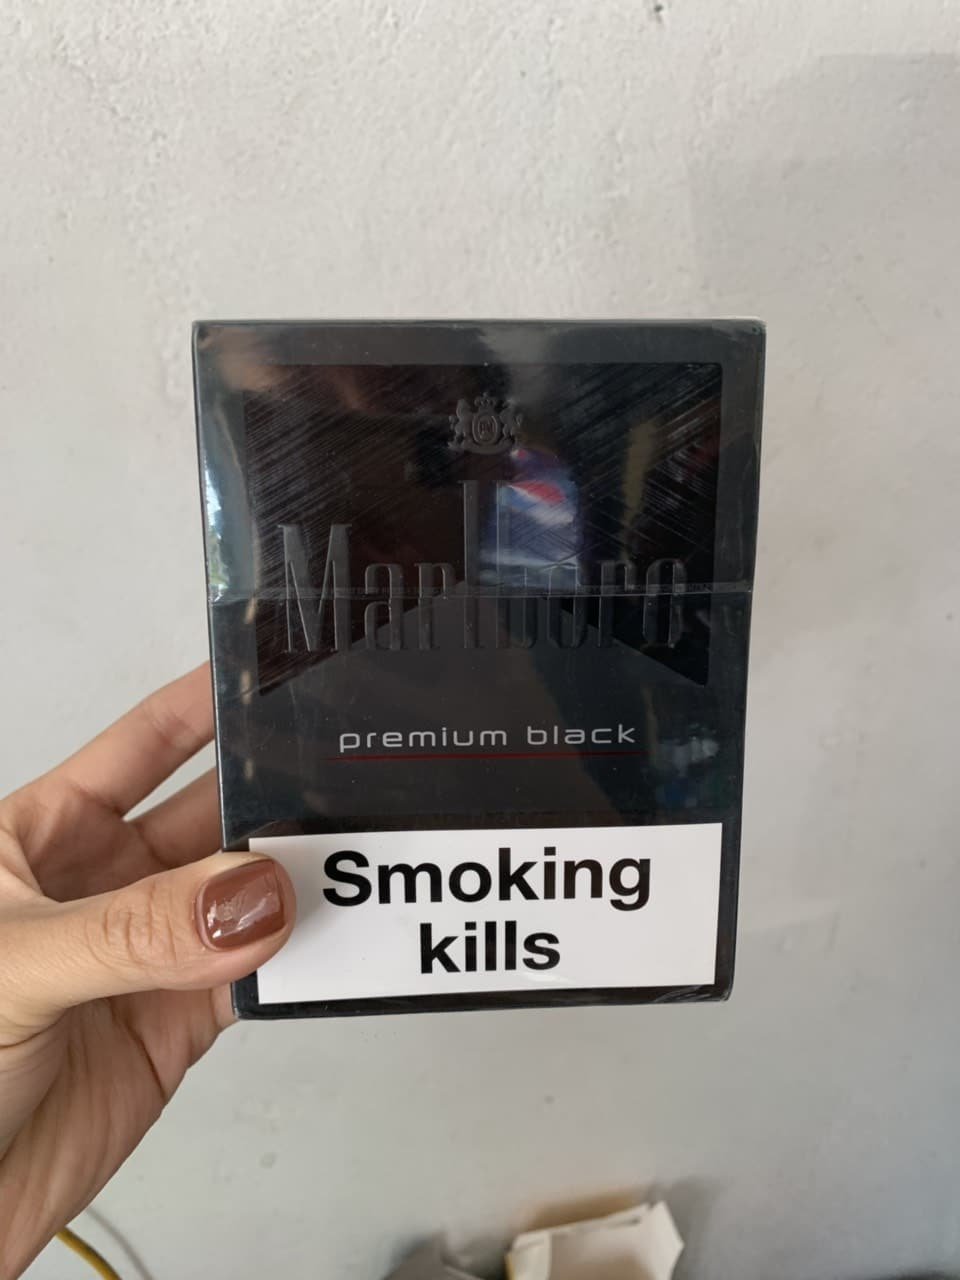 Marlboro
premium black
Smoking
kills